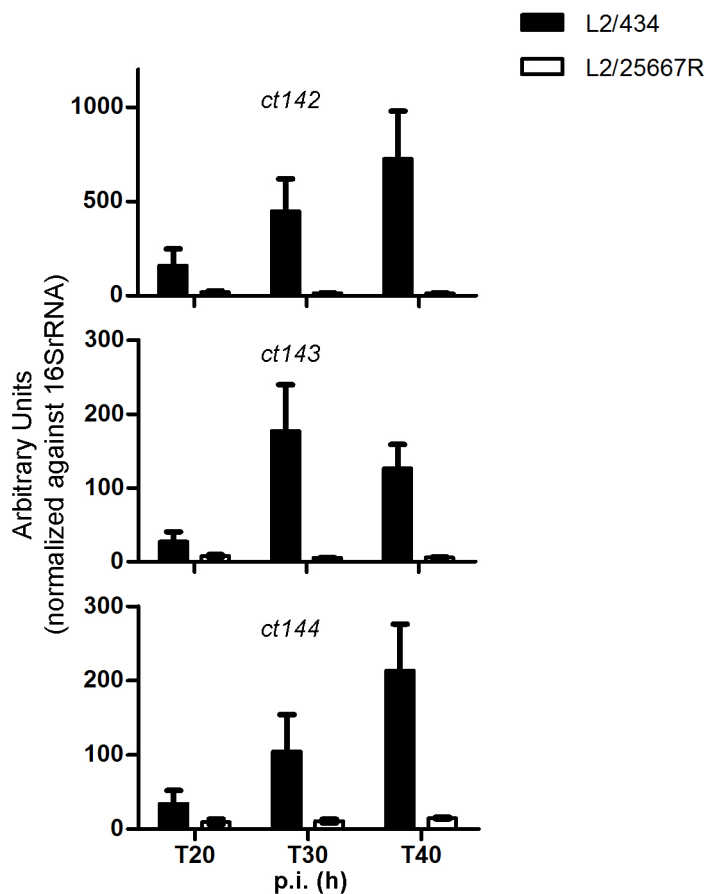 L2/434
L2/25667R
ct142
1000
500
0
ct143
300
200
100
0
ct144
300
200
100
0
Arbitrary Units
(normalized against 16SrRNA)
T20 T30 T40
p.i. (h)